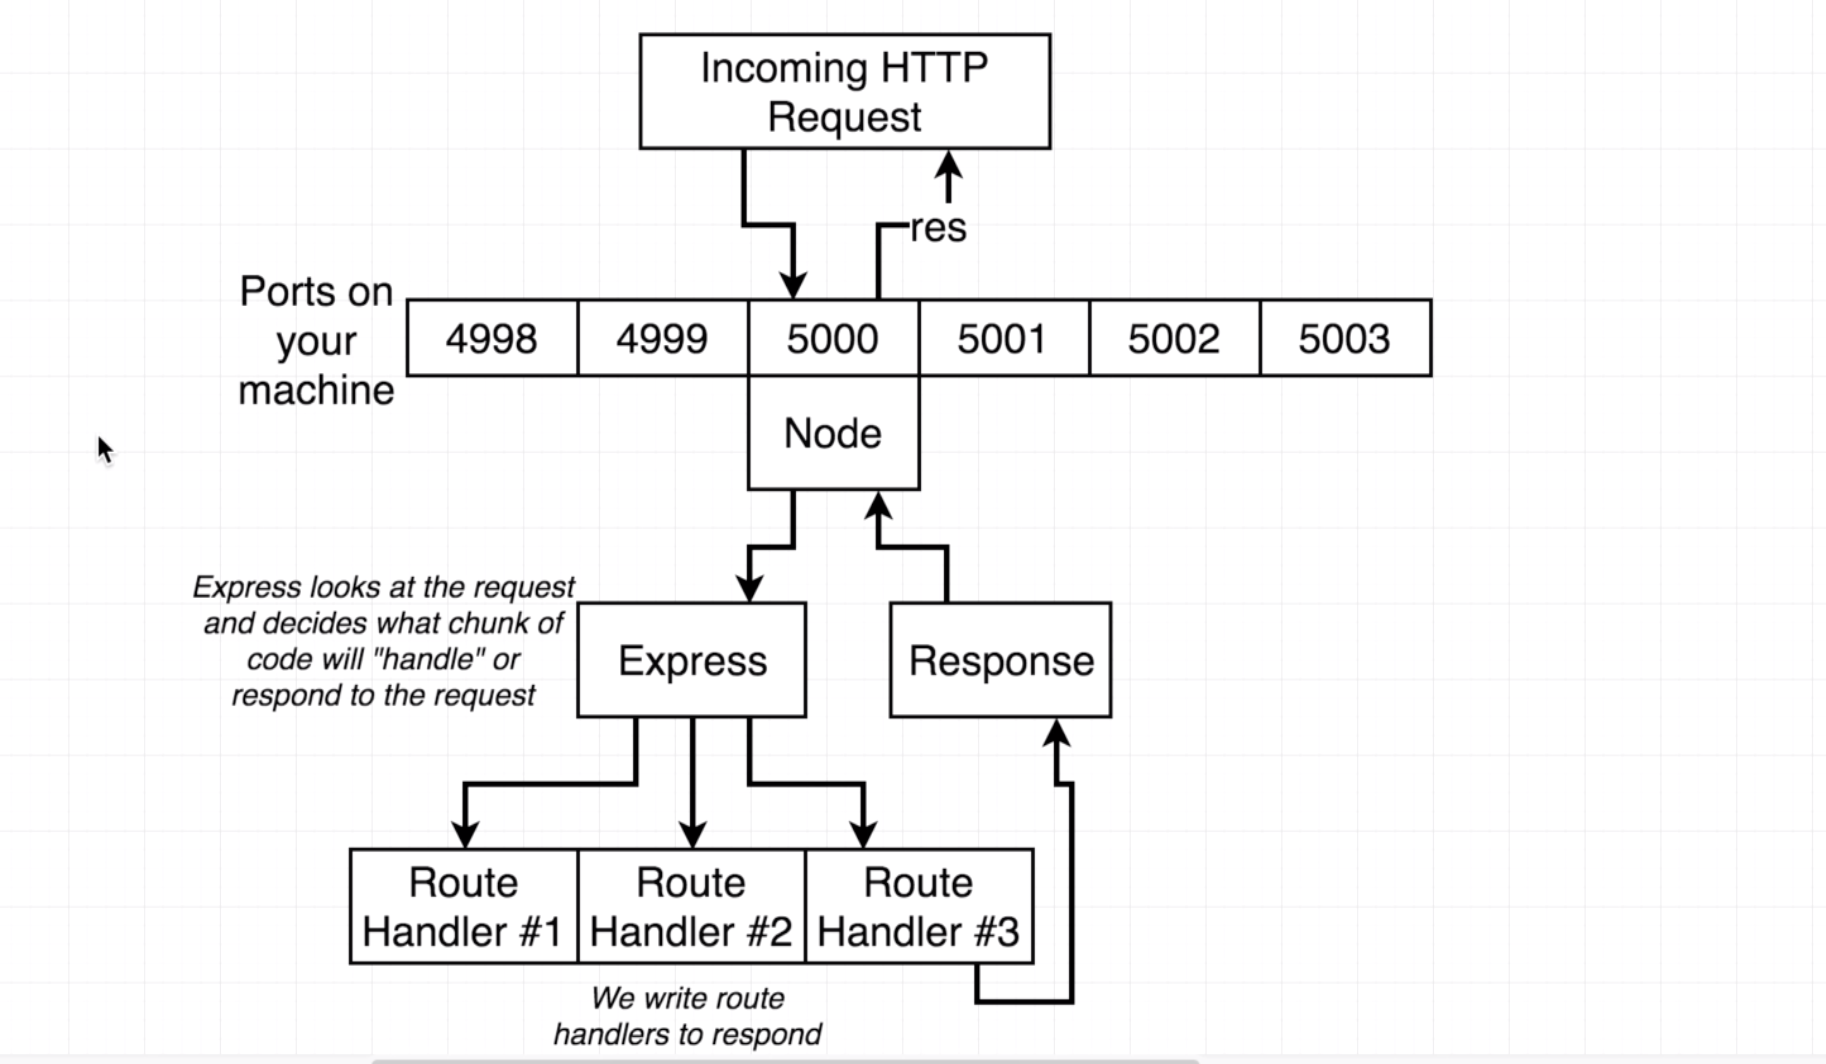 Incoming HTTP
Request
res
Ports on
your
machine
4998 4999 5000 5001 5002 5003
Node
Express looks at the request
and decides what chunk of
code will "handle" or
respond to the request
Express
Response
Route
Handler #1
Route
Handler #2
Route
Handler #3
We write route
handlers to respond